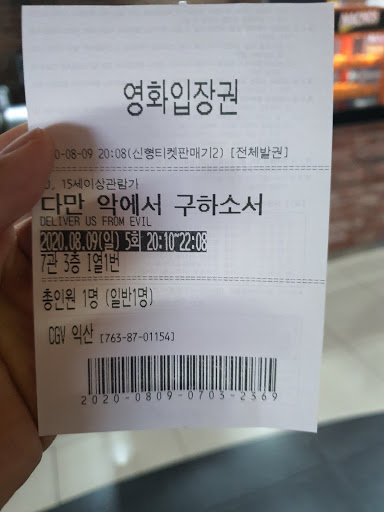 영화입장권
0-08-09 20:08(신형티켓판매기2) [전체발권]
D, 15세이상관람가
다만 악에서 구하소서
DELIVER US FROM EVIL
2020.08.09(일) 5회 20:10~22:08
7관 3층 I열1번
총인원 1명 (일반1명)
CGV 익산 [763-87-01154]
2020-0809-0703-2369